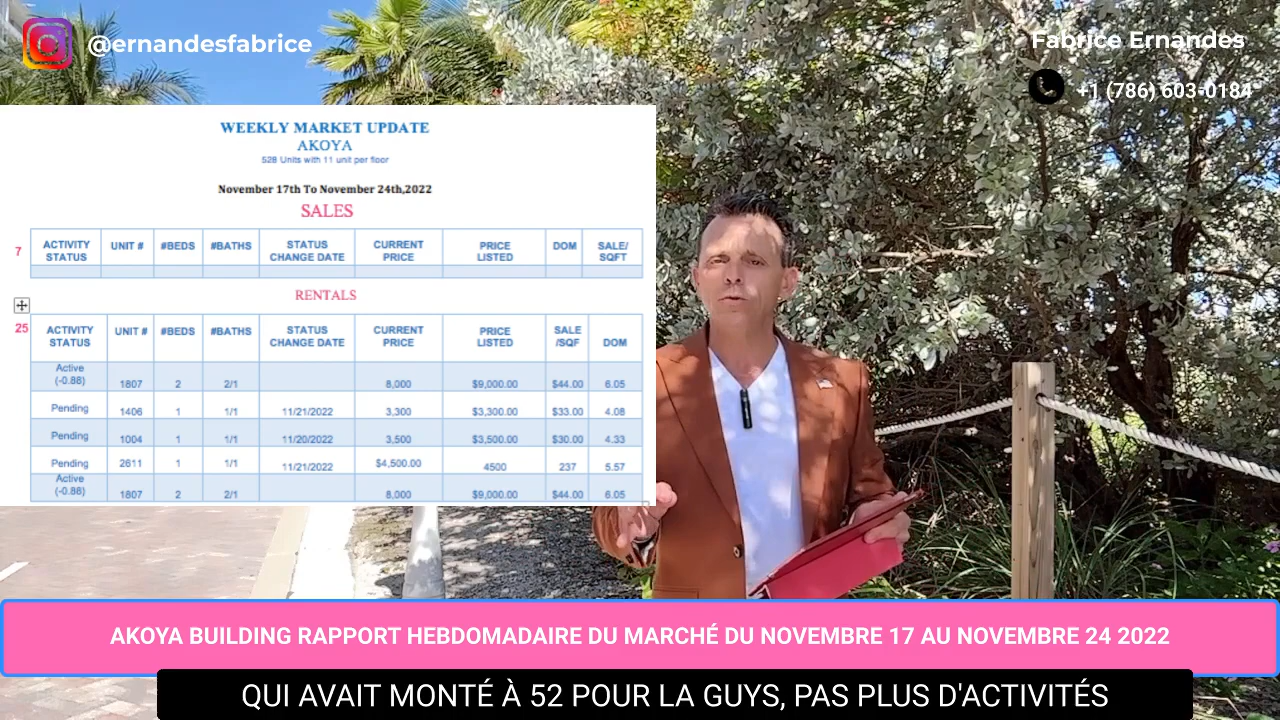 @ernandesfabrice
Fabrice Ernandes
+1 (786) 603-0184
WEEKLY MARKET UPDATE
AKOYA
528 Units with 11 unit per floor
November 17th To November 24th,2022
SALES
7 ACTIVITY STATUS UNIT # #BEDS #BATHS STATUS CHANGE DATE CURRENT PRICE PRICE LISTED DOM SALE/ SQFT
RENTALS
25 ACTIVITY STATUS UNIT # #BEDS #BATHS STATUS CHANGE DATE CURRENT PRICE PRICE LISTED SALE /SQF DOM
Active (-0.88) 1807 2 2/1 8,000 $9,000.00 $44.00 6.05
Pending 1406 1 1/1 11/21/2022 3,300 $3,300.00 $33.00 4.08
Pending 1004 1 1/1 11/20/2022 3,500 $3,500.00 $30.00 4.33
Pending 2611 1 1/1 11/21/2022 $4,500.00 4500 237 5.57
Active (-0.88) 1807 2 2/1 8,000 $9,000.00 $44.00 6.05
AKOYA BUILDING RAPPORT HEBDOMADAIRE DU MARCHÉ DU NOVEMBRE 17 AU NOVEMBRE 24 2022
QUI AVAIT MONTÉ À 52 POUR LA GUYS, PAS PLUS D'ACTIVITÉS